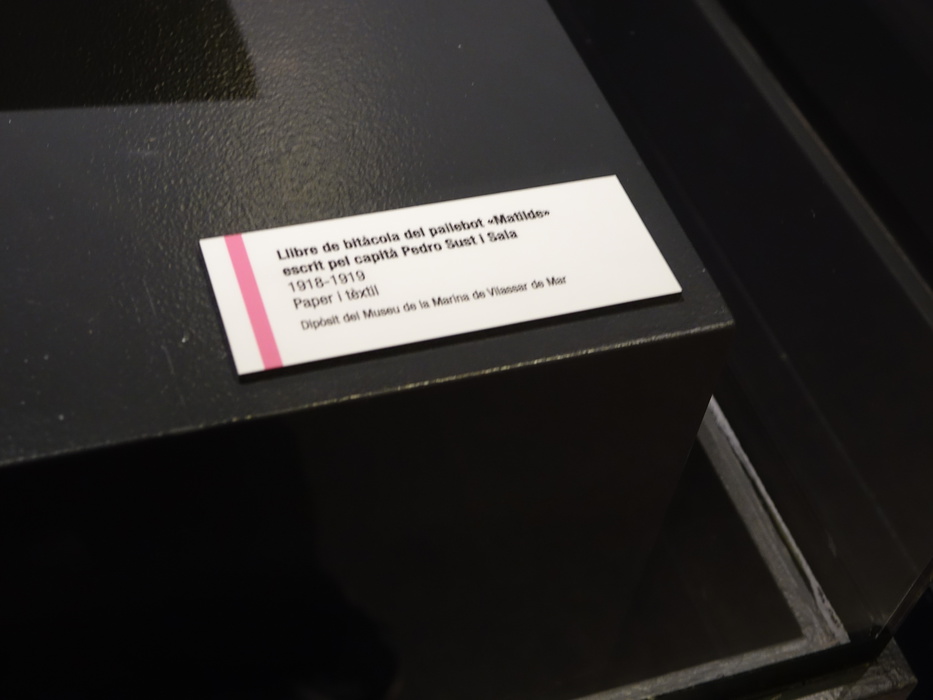 Llibre de bitàcola del pailebot «Matilde»
escrit pel capità Pedro Sust i Sala
1918-1919
Paper i tèxtil
Dipòsit del Museu de la Marina de Vilassar de Mar